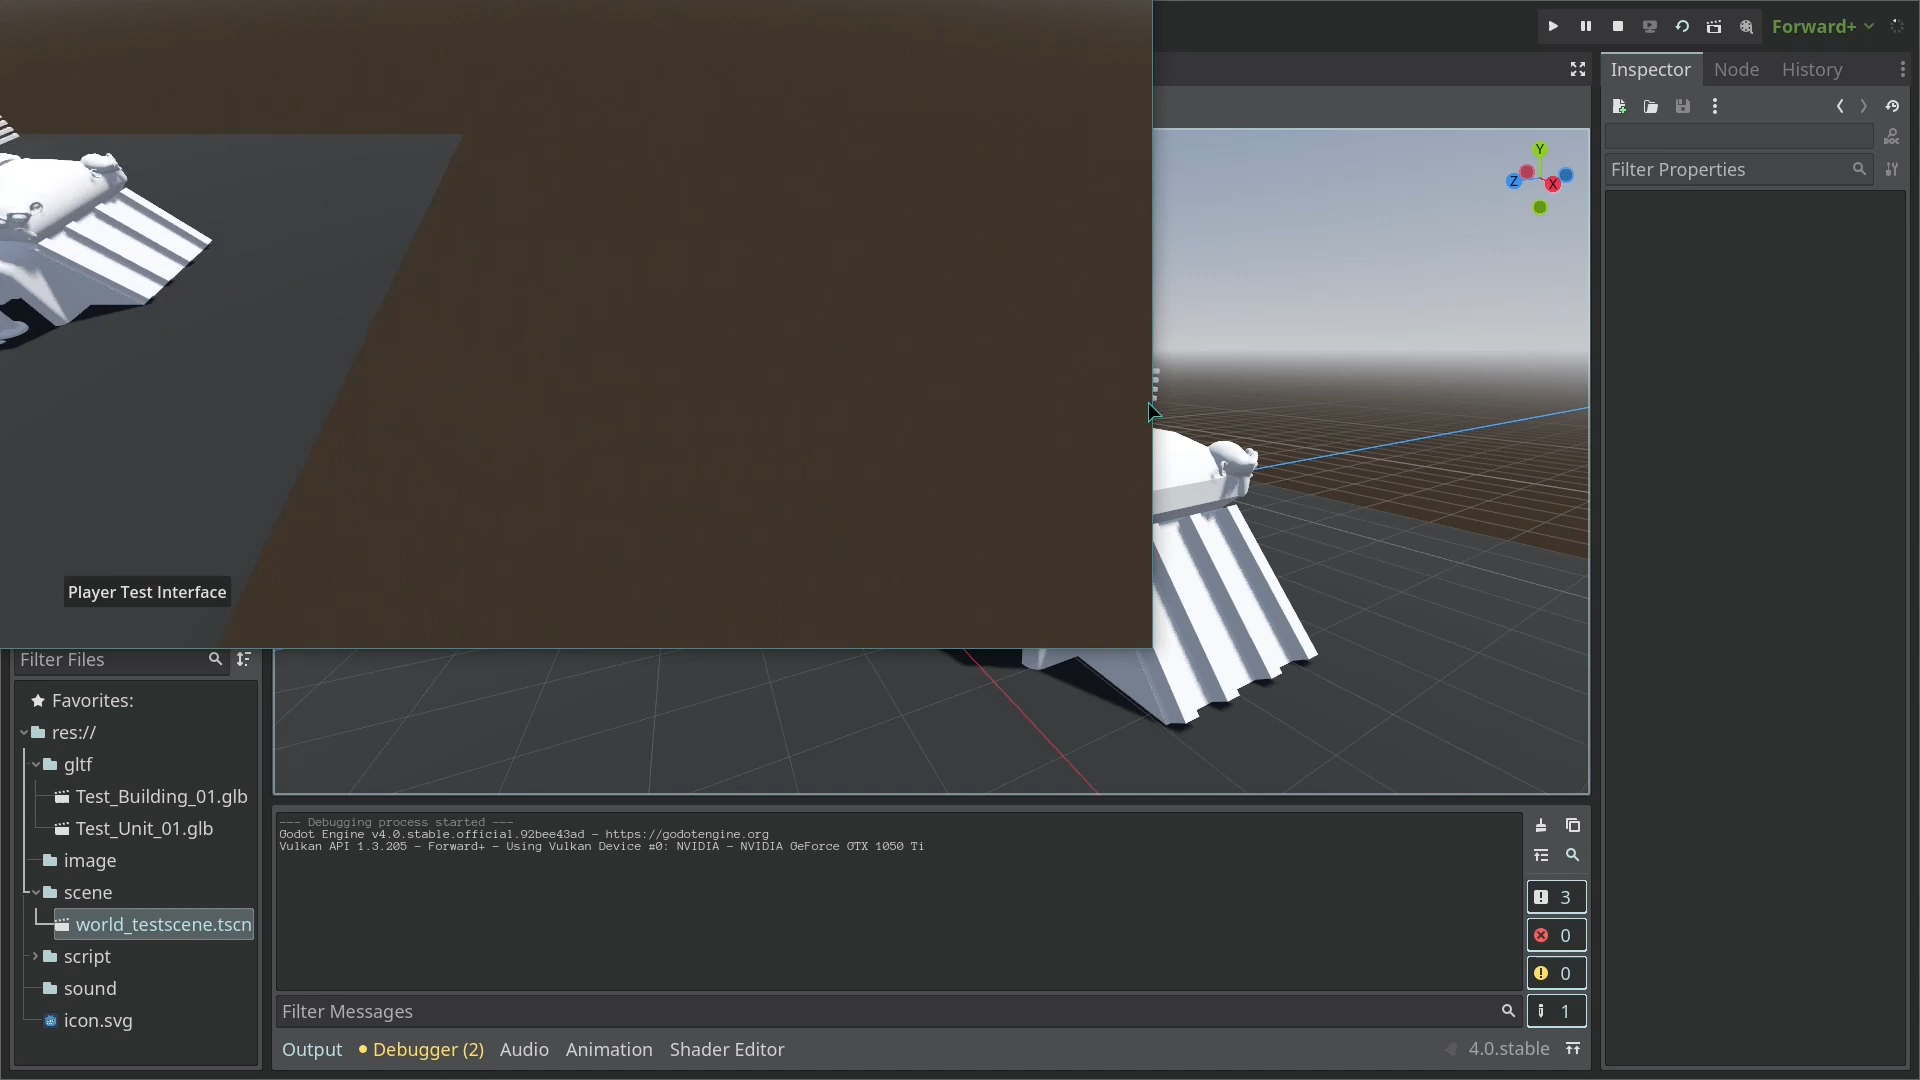 Forward+
Inspector
Node
History
Filter Properties
Y
Z
X
Player Test Interface
Filter Files
Favorites:
res://
gltf
Test_Building_01.glb
Test_Unit_01.glb
image
scene
world_testscene.tscn
script
sound
icon.svg
--- Debugging process started ---
Godot Engine v4.0.stable.official.92bee43ad - https://godotengine.org
Vulkan API 1.3.205 - Forward+ - Using Vulkan Device #0: NVIDIA - NVIDIA GeForce GTX 1050 Ti
3
0
0
1
Filter Messages
Output
Debugger (2)
Audio
Animation
Shader Editor
4.0.stable